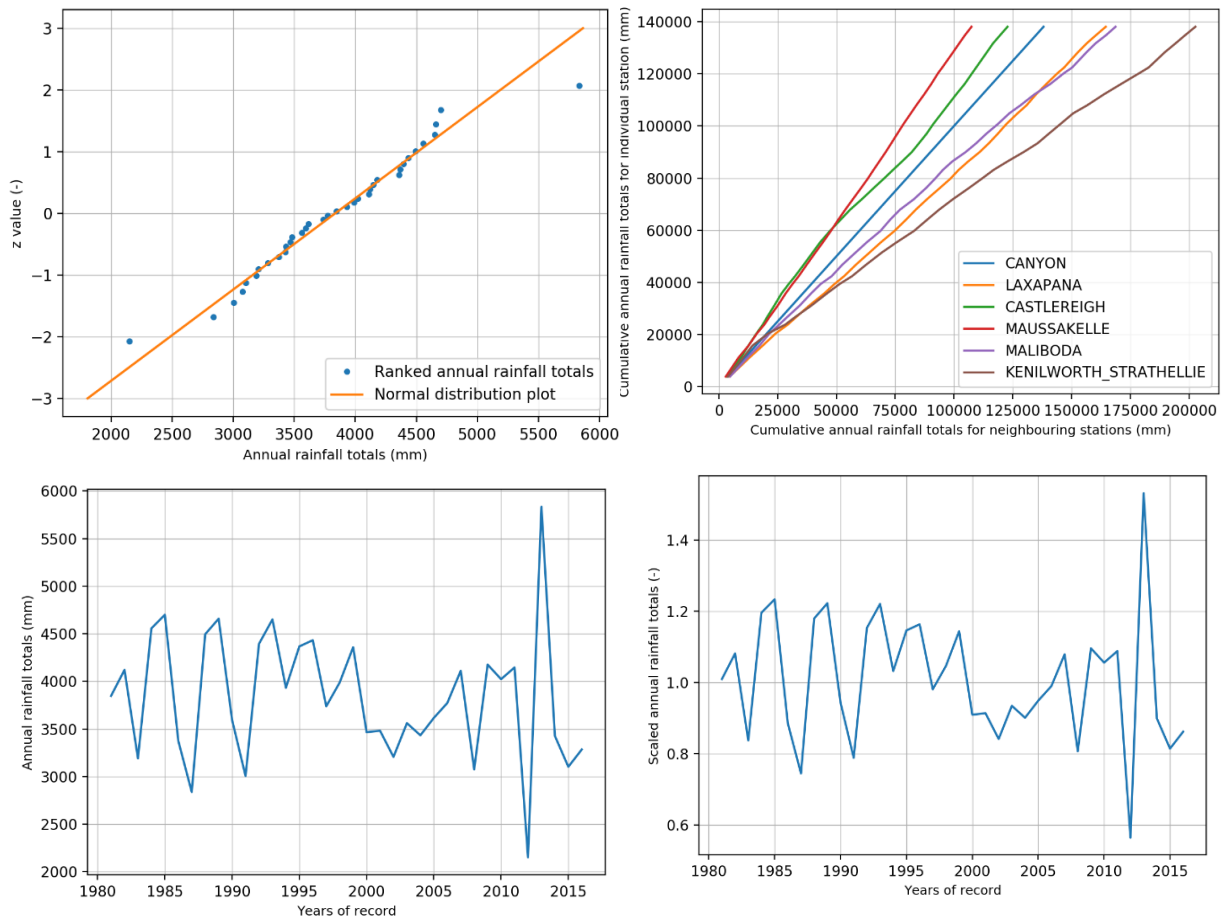 3
2
1
0
−1
−2
−3
z value (-)
Ranked annual rainfall totals
Normal distribution plot
2000 2500 3000 3500 4000 4500 5000 5500 6000
Annual rainfall totals (mm)
140000
120000
100000
80000
60000
40000
20000
0
Cumulative annual rainfall totals for individual station (mm)
CANYON
LAXAPANA
CASTLEREIGH
MAUSSAKELLE
MALIBODA
KENILWORTH_STRATHELLIE
0 25000 50000 75000 100000 125000 150000 175000 200000
Cumulative annual rainfall totals for neighbouring stations (mm)
6000
5500
5000
4500
4000
3500
3000
2500
2000
Annual rainfall totals (mm)
1980 1985 1990 1995 2000 2005 2010 2015
Years of record
1.4
1.2
1.0
0.8
0.6
Scaled annual rainfall totals (-)
1980 1985 1990 1995 2000 2005 2010 2015
Years of record